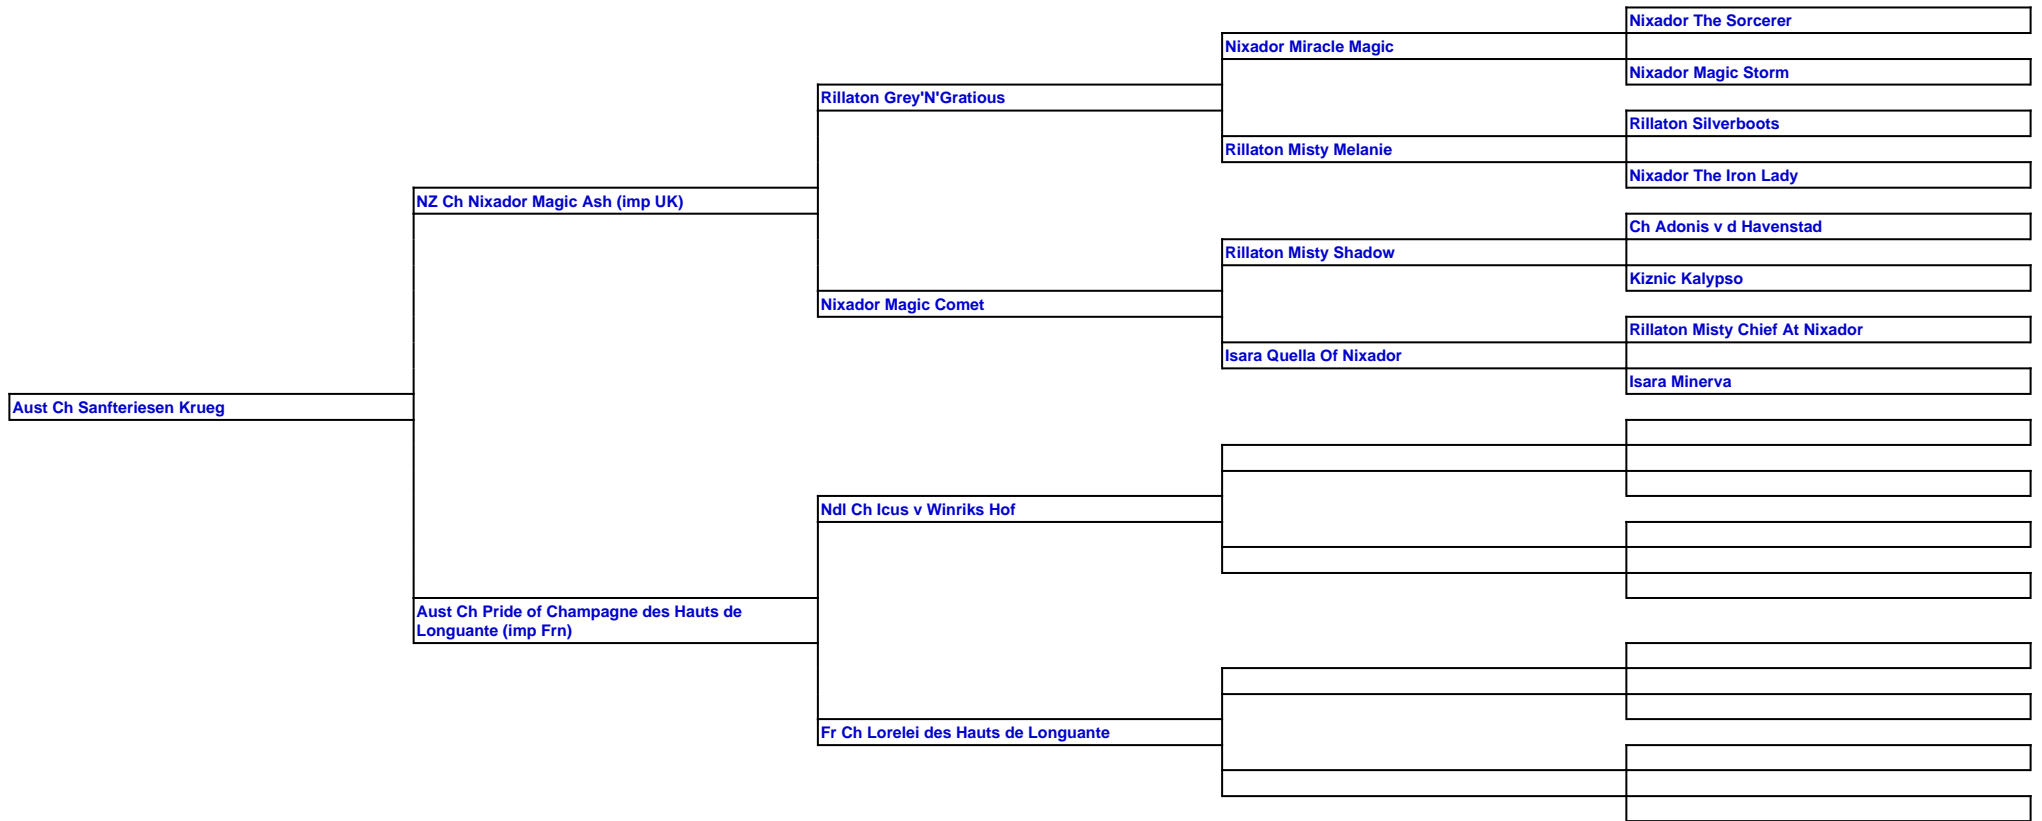 Nixador The Sorcerer
Nixador Miracle Magic
Nixador Magic Storm
Rillaton Grey'N'Gratious
Rillaton Silverboots
Rillaton Misty Melanie
Nixador The Iron Lady
NZ Ch Nixador Magic Ash (imp UK)
Ch Adonis v d Havenstad
Rillaton Misty Shadow
Kiznic Kalypso
Nixador Magic Comet
Rillaton Misty Chief At Nixador
Isara Quella Of Nixador
Isara Minerva
Aust Ch Sanfteriesen Krueg
Ndl Ch Icus v Winriks Hof
Aust Ch Pride of Champagne des Hauts de
Longuante (imp Frn)
Fr Ch Lorelei des Hauts de Longuante